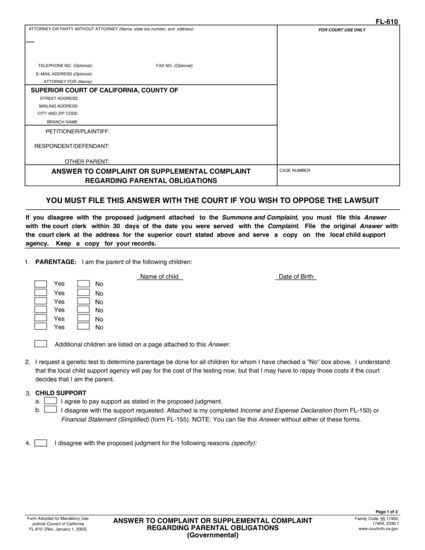 FL-610
ATTORNEY OR PARTY WITHOUT ATTORNEY (Name, state bar number, and address):
FOR COURT USE ONLY
TELEPHONE NO. (Optional): FAX NO. (Optional):
E-MAIL ADDRESS (Optional):
ATTORNEY FOR (Name):
SUPERIOR COURT OF CALIFORNIA, COUNTY OF
STREET ADDRESS:
MAILING ADDRESS:
CITY AND ZIP CODE:
BRANCH NAME:
PETITIONER/PLAINTIFF:
RESPONDENT/DEFENDANT:
OTHER PARENT:
ANSWER TO COMPLAINT OR SUPPLEMENTAL COMPLAINT
REGARDING PARENTAL OBLIGATIONS
CASE NUMBER:
YOU MUST FILE THIS ANSWER WITH THE COURT IF YOU WISH TO OPPOSE THE LAWSUIT
If you disagree with the proposed judgment attached to the Summons and Complaint, you must file this Answer
with the court clerk within 30 days of the date you were served with the Complaint. File the original Answer with
the court clerk at the address for the superior court stated above and serve a copy on the local child support
agency. Keep a copy for your records.
1. PARENTAGE: I am the parent of the following children:
Name of child Date of Birth
Yes No
Yes No
Yes No
Yes No
Yes No
Yes No
Additional children are listed on a page attached to this Answer.
2. I request a genetic test to determine parentage be done for all children for whom I have checked a "No" box above. I understand
that the local child support agency will pay for the cost of the testing now, but that I may have to repay those costs if the court
decides that I am the parent.
3. CHILD SUPPORT
a. I agree to pay support as stated in the proposed judgment.
b. I disagree with the support requested. Attached is my completed Income and Expense Declaration (form FL-150) or
Financial Statement (Simplified) (form FL-155). NOTE: You can file this Answer without either of these forms.
4. I disagree with the proposed judgment for the following reasons (specify):
Page 1 of 3
Form Adopted for Mandatory Use
Judicial Council of California
FL-610 [Rev. January 1, 2003]
ANSWER TO COMPLAINT OR SUPPLEMENTAL COMPLAINT
REGARDING PARENTAL OBLIGATIONS
(Governmental)
Family Code, §§ 17400,
17404, 2330.1
www.courtinfo.ca.gov